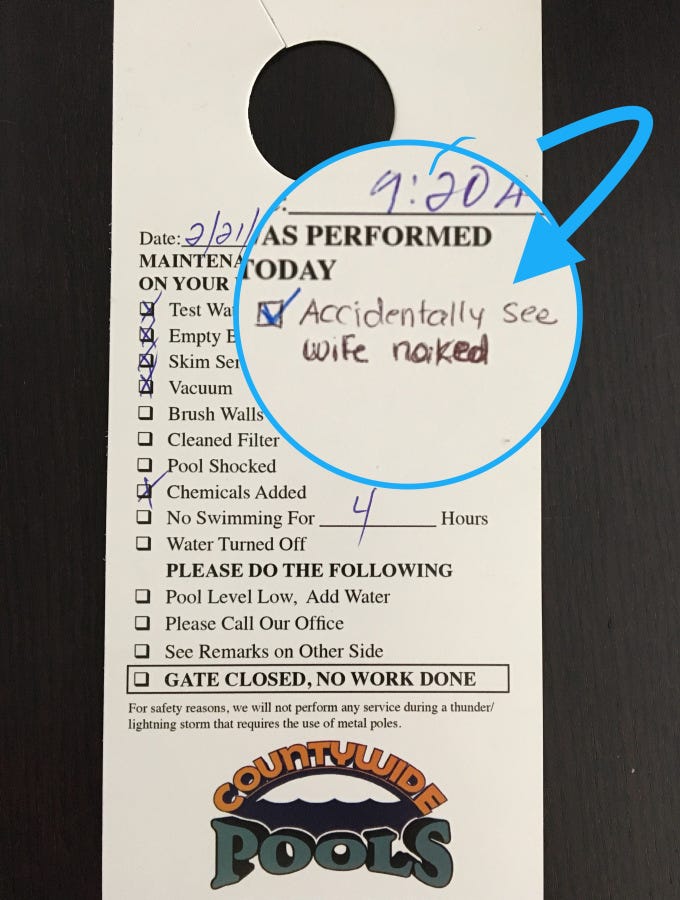 9:20A
Date: 2/21/
AS PERFORMED
MAINTENA
TODAY
ON YOUR
Test Wa
Accidentally see
wife naked
Empty B
Skim Ser
Vacuum
Brush Walls
Cleaned Filter
Pool Shocked
Chemicals Added
No Swimming For 4 Hours
Water Turned Off
PLEASE DO THE FOLLOWING
Pool Level Low, Add Water
Please Call Our Office
See Remarks on Other Side
GATE CLOSED, NO WORK DONE
For safety reasons, we will not perform any service during a thunder/
lightning storm that requires the use of metal poles.
COUNTYWIDE
POOLS